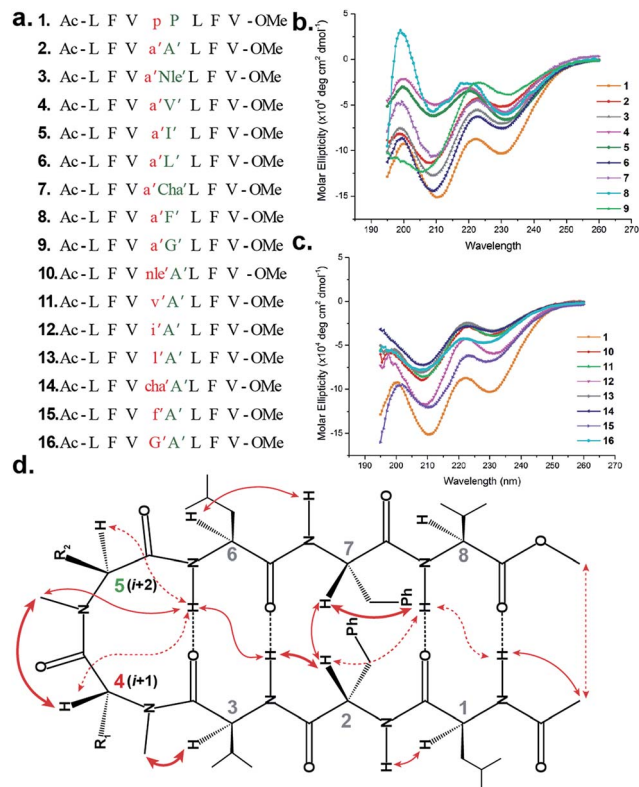 a.
1. Ac-L F V p P L F V-OMe
2. Ac-L F V a'A' L F V-OMe
3. Ac-L F V a'Nle'L F V-OMe
4. Ac-L F V a'V' L F V-OMe
5. Ac-L F V a'I' L F V-OMe
6. Ac-L F V a'L' L F V-OMe
7. Ac-L F V a'Cha'L F V-OMe
8. Ac-L F V a'F' L F V-OMe
9. Ac-L F V a'G' L F V-OMe
10. Ac-L F V nle'A'L F V-OMe
11. Ac-L F V v'A' L F V-OMe
12. Ac-L F V i'A' L F V-OMe
13. Ac-L F V l'A' L F V-OMe
14. Ac-L F V cha'A'L F V-OMe
15. Ac-L F V f'A' L F V-OMe
16. Ac-L F V G'A' L F V-OMe
b.
Molar Ellipticity (x10⁴ deg cm dmol⁻¹)
5
0
-5
-10
-15
190 200 210 220 230 240 250 260 270
Wavelength
1
2
3
4
5
6
7
8
9
c.
Molar Ellipticity (x10⁴ deg cm dmol⁻¹)
0
-5
-10
-15
190 200 210 220 230 240 250 260 270
Wavelength (nm)
1
10
11
12
13
14
15
16
d.
O H H O
R₂ H N 6 N 7 N H 8 O
5 (i+2) O H Ph O
N H H H
O H Ph H
4 (i+1) O H O
H N 3 N 2 N 1 N
R₁ H O H H O